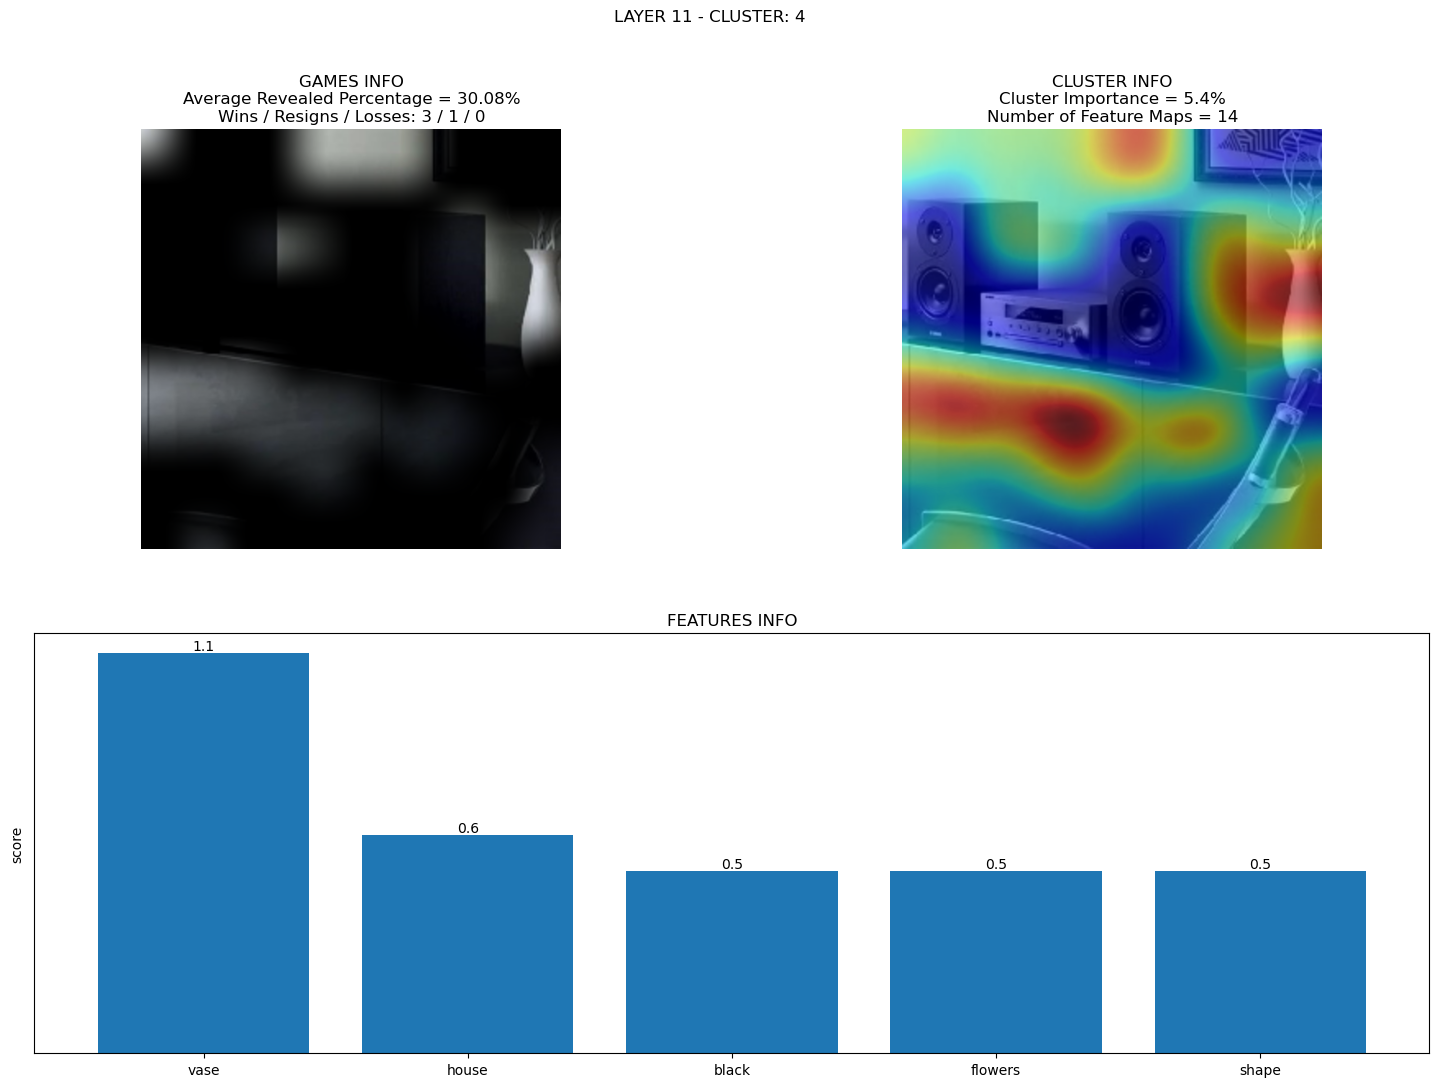 LAYER 11 - CLUSTER: 4
GAMES INFO
Average Revealed Percentage = 30.08%
Wins / Resigns / Losses: 3 / 1 / 0
CLUSTER INFO
Cluster Importance = 5.4%
Number of Feature Maps = 14
FEATURES INFO
score
1.1
0.6
0.5
0.5
0.5
vase
house
black
flowers
shape